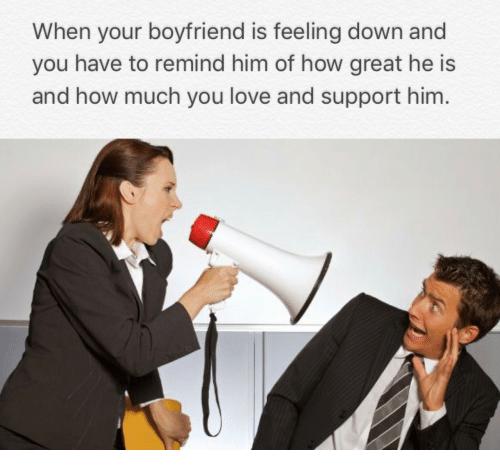 When your boyfriend is feeling down and
you have to remind him of how great he is
and how much you love and support him.